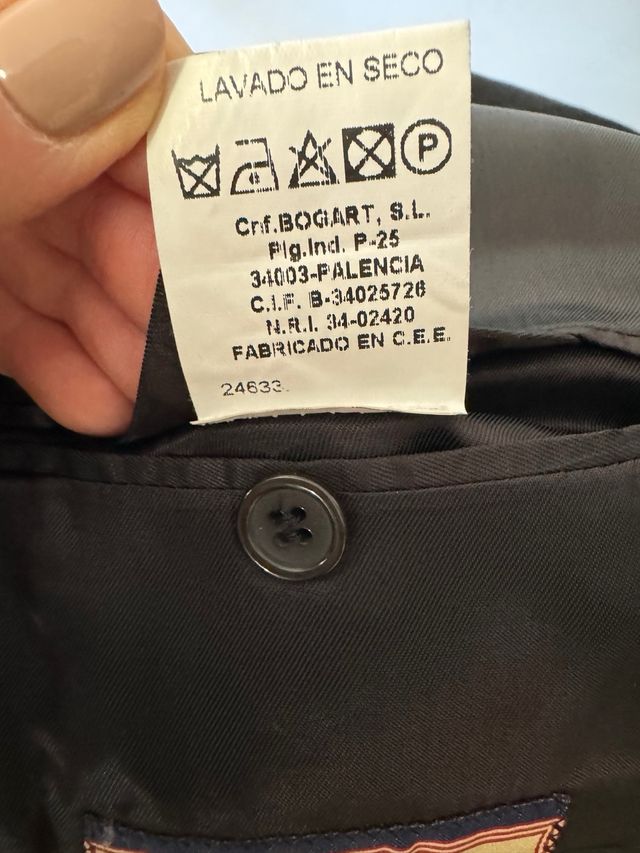 LAVADO EN SECO
P
Cnf.BOGART, S.L.
Plg.Ind. P-25
34003-PALENCIA
C.I.F. B-34025726
N.R.I. 34-02420
FABRICADO EN C.E.E.
24633